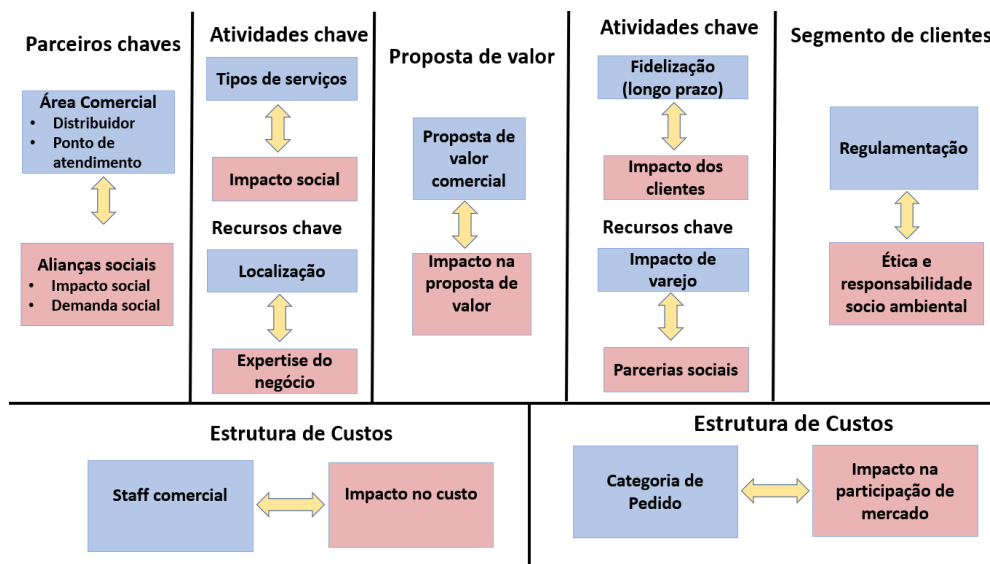 Parceiros chaves
Área Comercial
• Distribuidor
• Ponto de
atendimento
Alianças sociais
• Impacto social
• Demanda social
Atividades chave
Tipos de serviços
Impacto social
Recursos chave
Localização
Expertise do
negócio
Proposta de valor
Proposta de
valor
comercial
Impacto na
proposta de
valor
Atividades chave
Fidelização
(longo prazo)
Impacto dos
clientes
Recursos chave
Impacto de
varejo
Parcerias sociais
Segmento de clientes
Regulamentação
Ética e
responsabilidade
socio ambiental
Estrutura de Custos
Staff comercial
Impacto no custo
Estrutura de Custos
Categoria de
Pedido
Impacto na
participação de
mercado